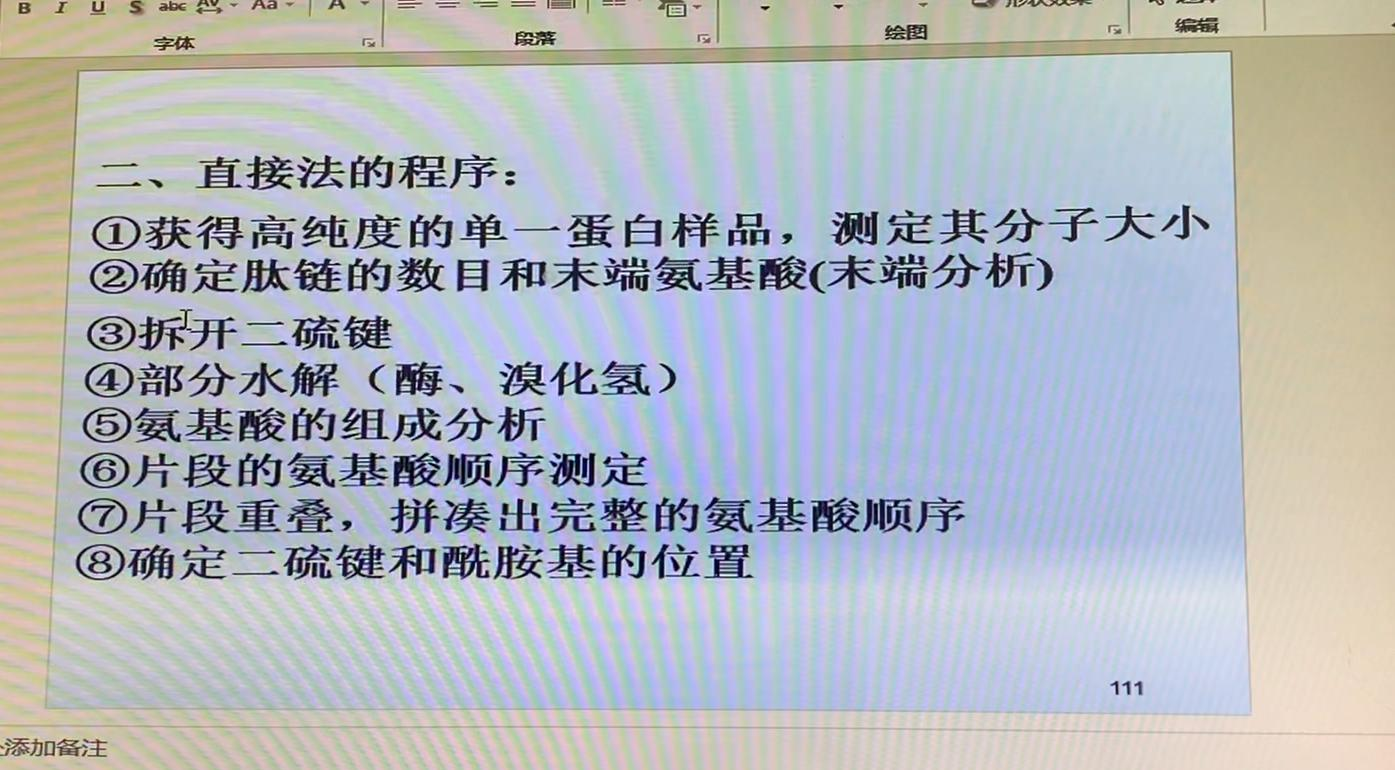 B I U S abc AV Aa A
字体
段落
绘图
编辑
二、直接法的程序：
①获得高纯度的单一蛋白样品，测定其分子大小
②确定肽链的数目和末端氨基酸(末端分析)
③拆开二硫键
④部分水解（酶、溴化氢）
⑤氨基酸的组成分析
⑥片段的氨基酸顺序测定
⑦片段重叠，拼凑出完整的氨基酸顺序
⑧确定二硫键和酰胺基的位置
111
添加备注